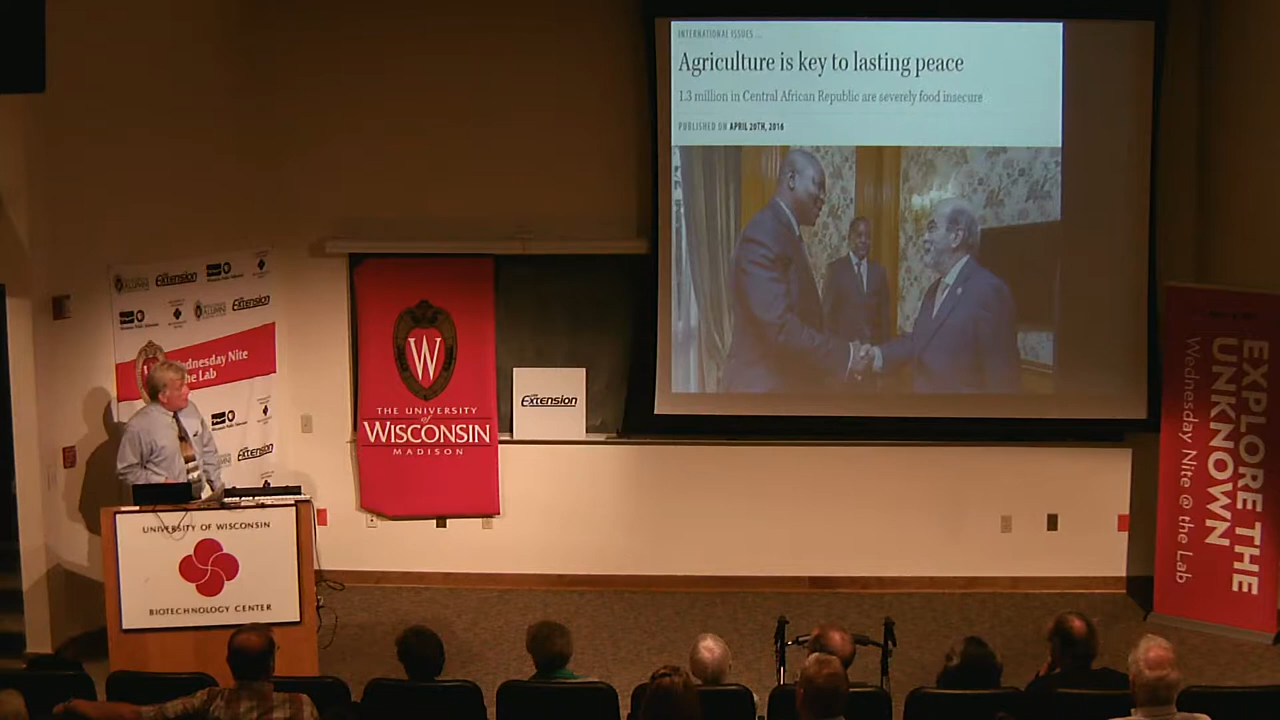 INTERNATIONAL ISSUES ...
Agriculture is key to lasting peace
1.3 million in Central African Republic are severely food insecure
PUBLISHED ON APRIL 20TH, 2016
Extension
Extension
Wednesday Nite
the Lab
Extension
W
THE UNIVERSITY
of
WISCONSIN
MADISON
Extension
UNIVERSITY OF WISCONSIN
BIOTECHNOLOGY CENTER
EXPLORE THE
UNKNOWN
Wednesday Nite @ the Lab